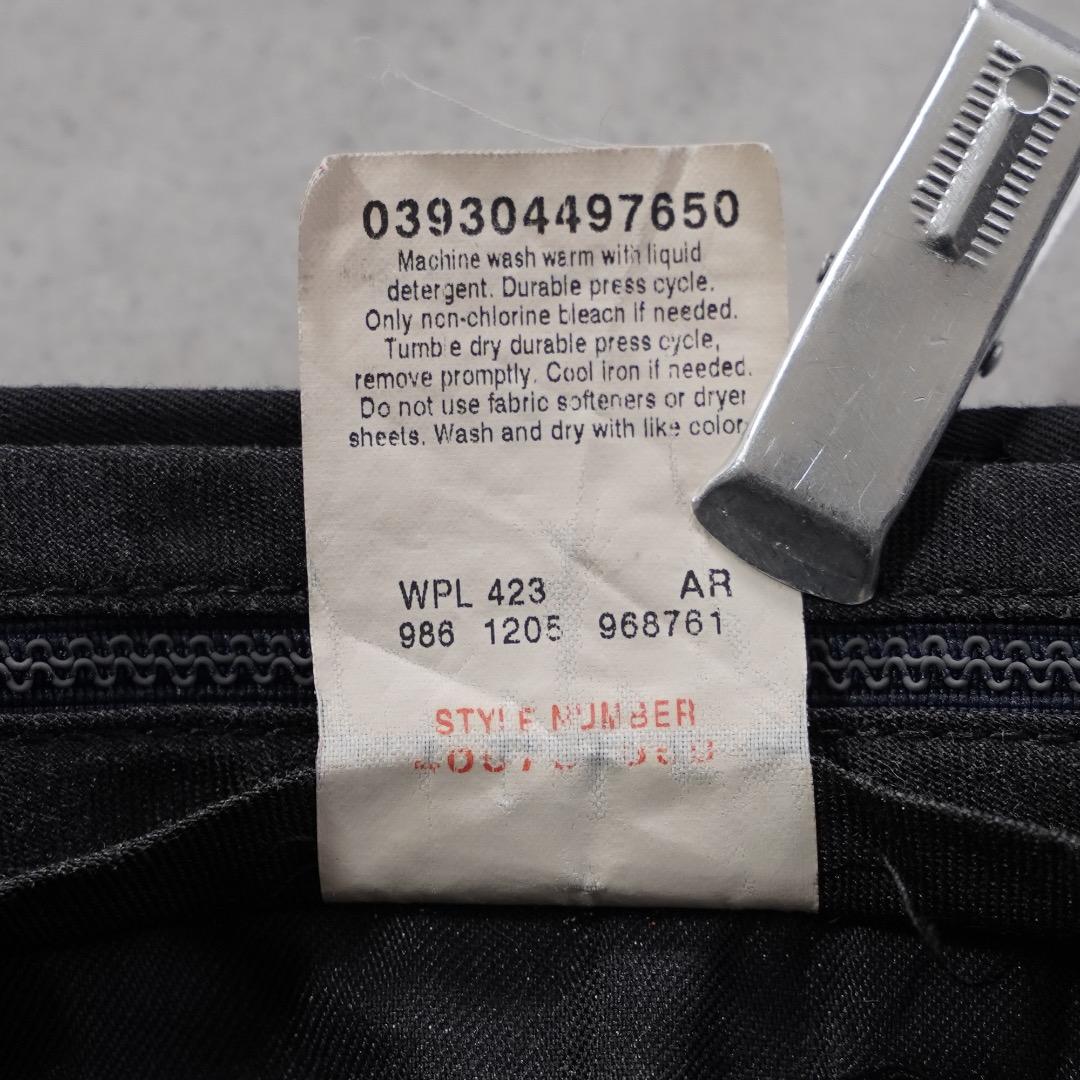 039304497650
Machine wash warm with liquid
detergent. Durable press cycle.
Only non-chlorine bleach if needed.
Tumble dry durable press cycle,
remove promptly. Cool iron if needed.
Do not use fabric softeners or dryer
sheets. Wash and dry with like color
WPL 423 AR
986 1205 968761
STYLE NUMBER